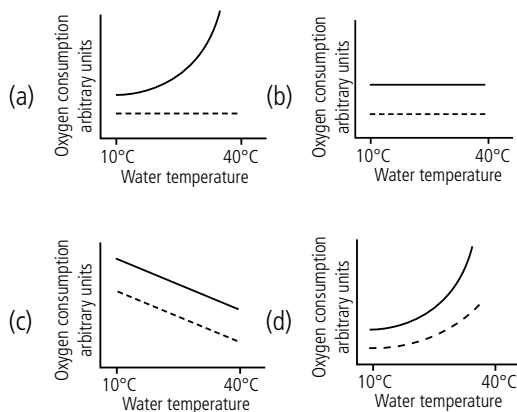 (a)
Oxygen consumption
arbitrary units
10°C
40°C
Water temperature
(b)
Oxygen consumption
arbitrary units
10°C
40°C
Water temperature
(c)
Oxygen consumption
arbitrary units
10°C
40°C
Water temperature
(d)
Oxygen consumption
arbitrary units
10°C
40°C
Water temperature